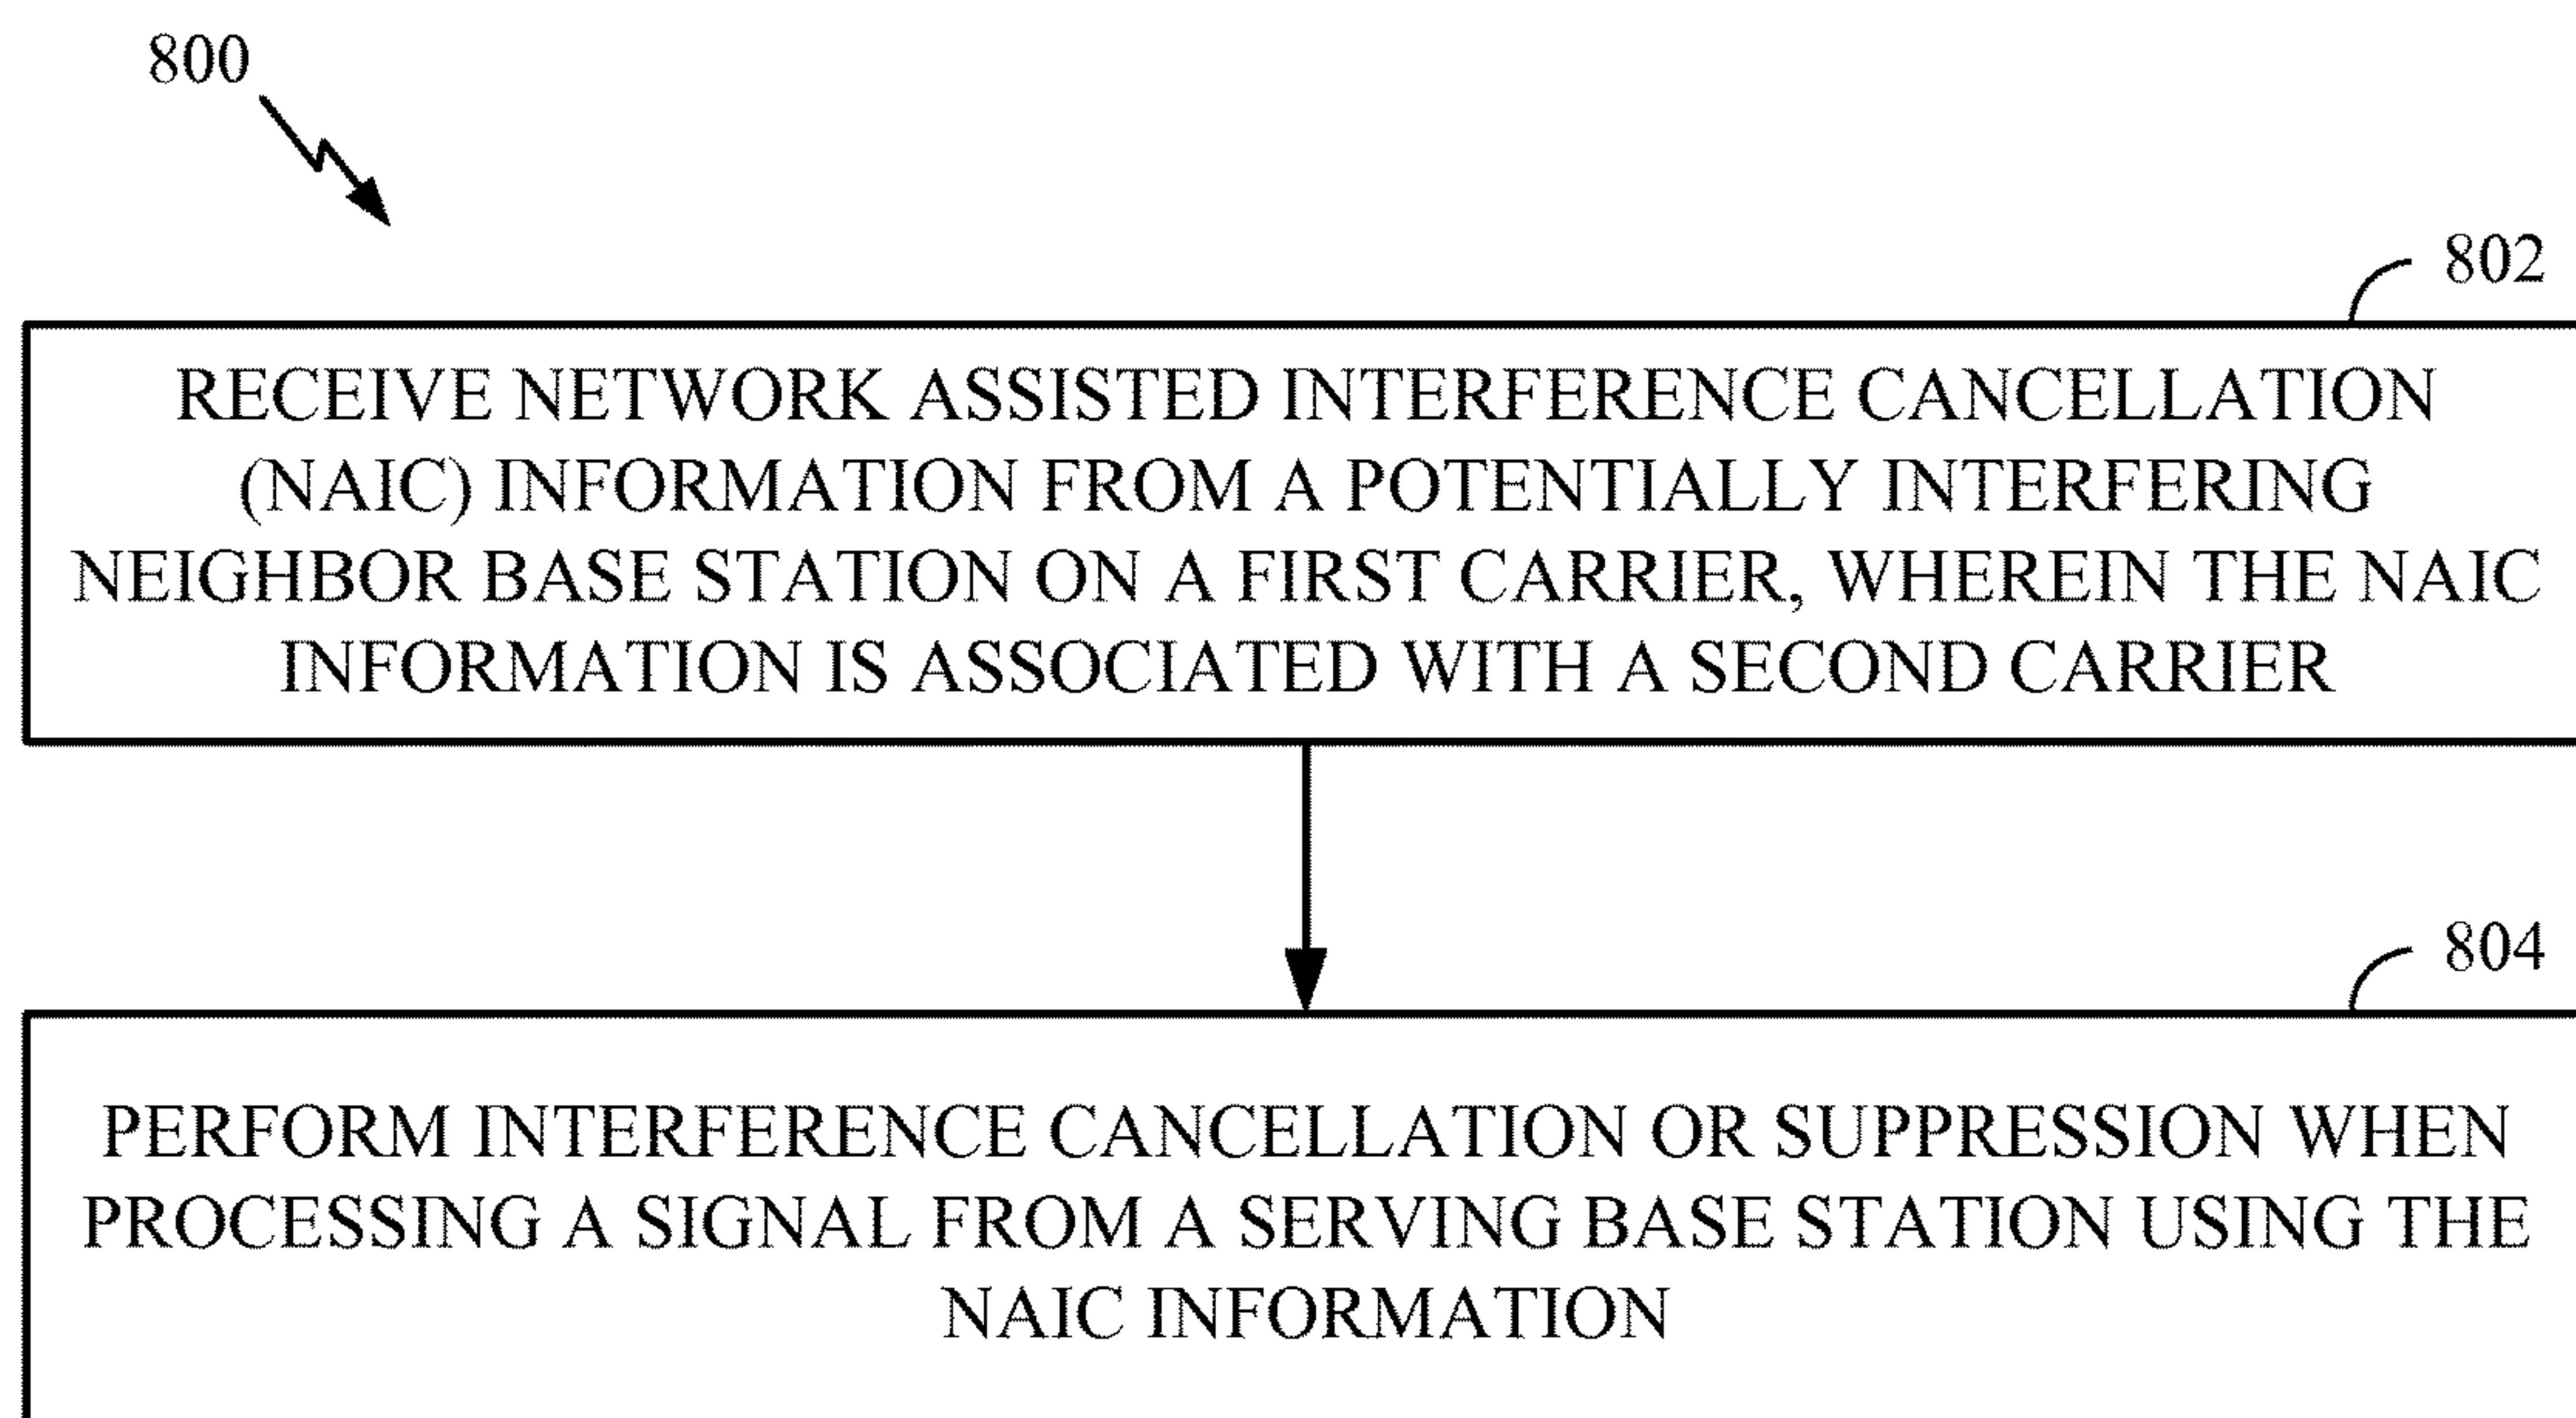 800
802
RECEIVE NETWORK ASSISTED INTERFERENCE CANCELLATION
(NAIC) INFORMATION FROM A POTENTIALLY INTERFERING
NEIGHBOR BASE STATION ON A FIRST CARRIER, WHEREIN THE NAIC
INFORMATION IS ASSOCIATED WITH A SECOND CARRIER
804
PERFORM INTERFERENCE CANCELLATION OR SUPPRESSION WHEN
PROCESSING A SIGNAL FROM A SERVING BASE STATION USING THE
NAIC INFORMATION